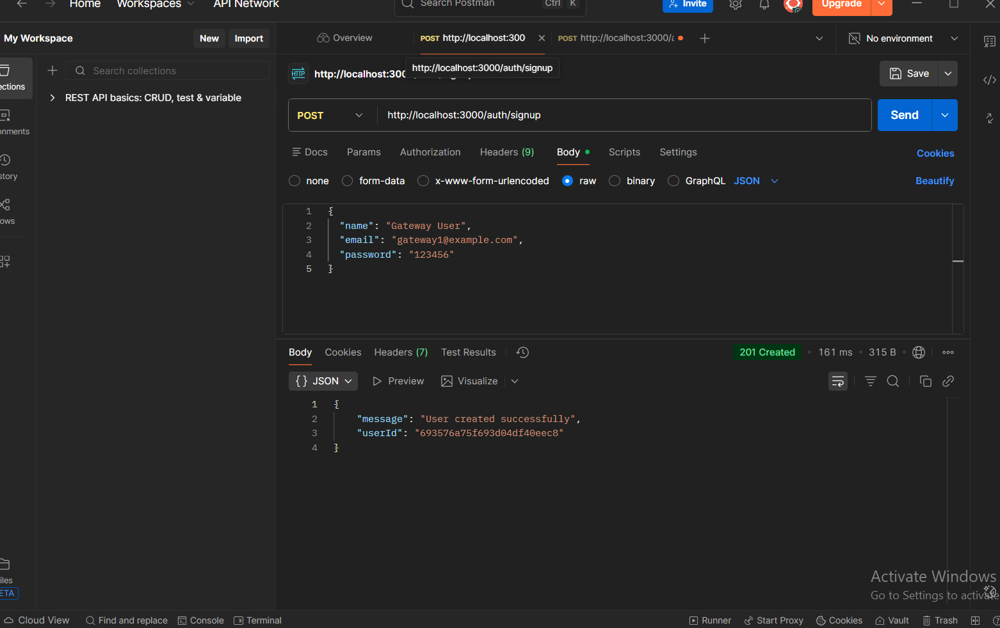 Home Workspaces API Network Search Postman Ctrl K Invite Upgrade
My Workspace New Import Overview POST http://localhost:300 POST http://localhost:3000/ No environment
Search collections HTTP http://localhost:300 http://localhost:3000/auth/signup Save
ctions
REST API basics: CRUD, test & variable
POST http://localhost:3000/auth/signup Send
onments
Docs Params Authorization Headers (9) Body Scripts Settings Cookies
story
none form-data x-www-form-urlencoded raw binary GraphQL JSON Beautify
ows
1 {
2 "name": "Gateway User",
3 "email": "gateway1@example.com",
4 "password": "123456"
5 }
Body Cookies Headers (7) Test Results 201 Created 161 ms 315 B
{} JSON Preview Visualize
1 {
2 "message": "User created successfully",
3 "userId": "693576a75f693d04df40eec8"
4 }
iles
ETA
Activate Windows
Go to Settings to activate
Cloud View Find and replace Console Terminal Runner Start Proxy Cookies Vault Trash